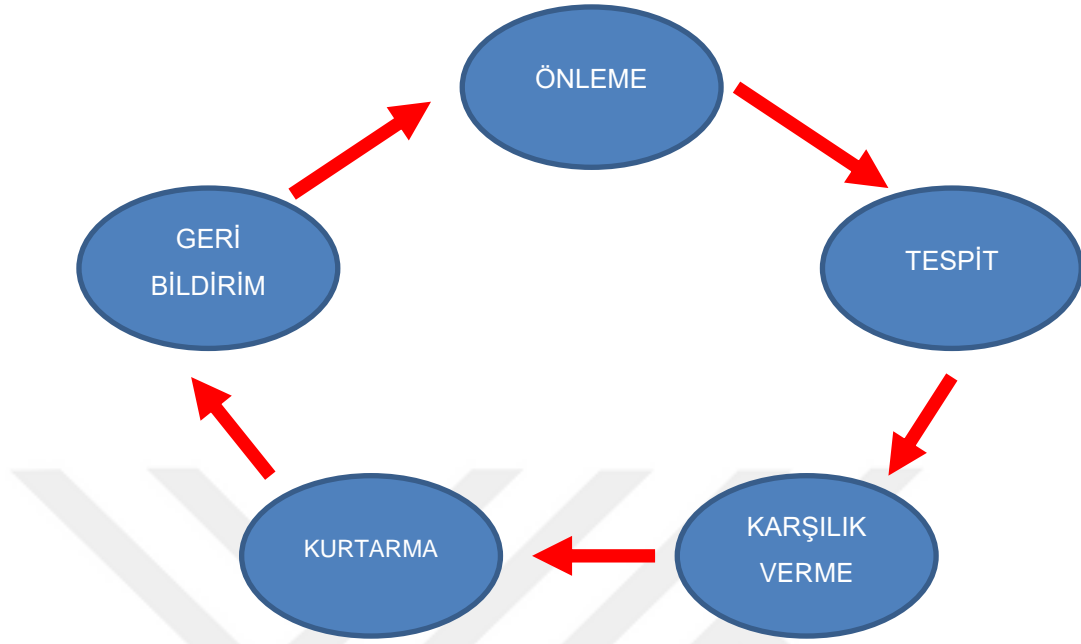 ÖNLEME
TESPİT
KARŞILIK
VERME
KURTARMA
GERİ
BİLDİRİM